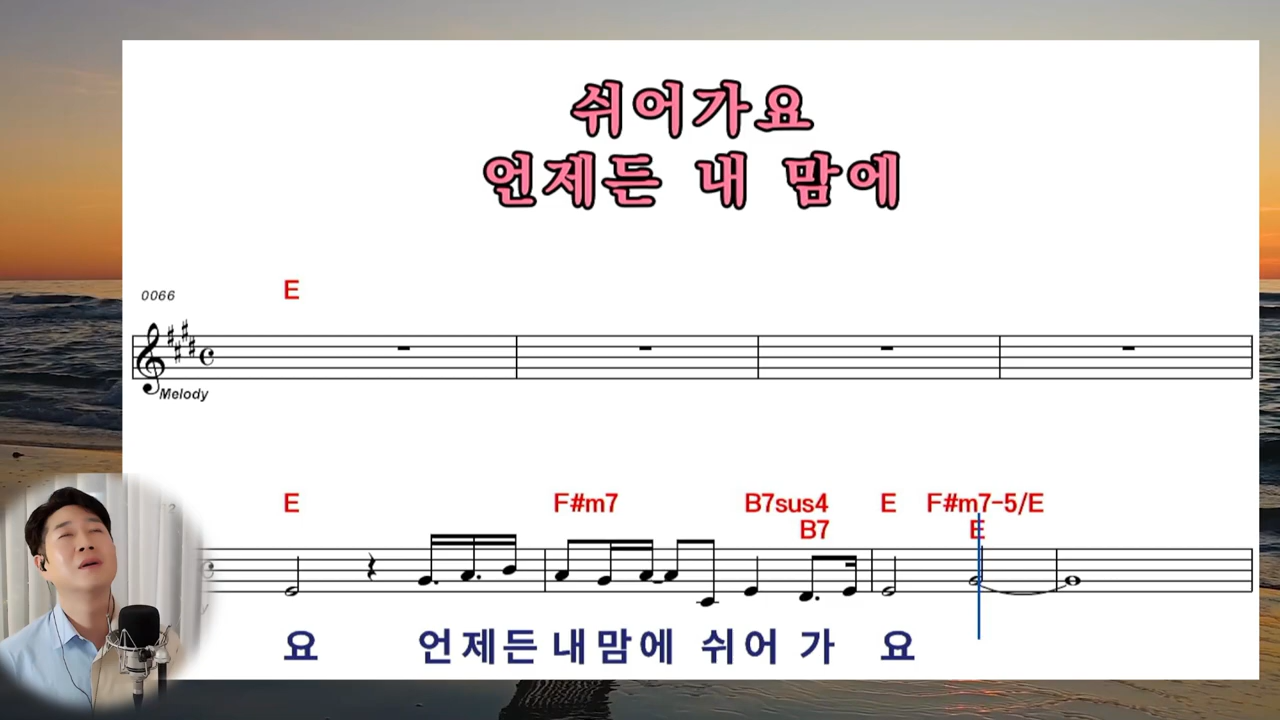 쉬어가요
언제든 내 맘에
E
0066
Melody
E F#m7 B7sus4 E F#m7-5/E
B7 E
요 언제든 내맘에 쉬어 가 요